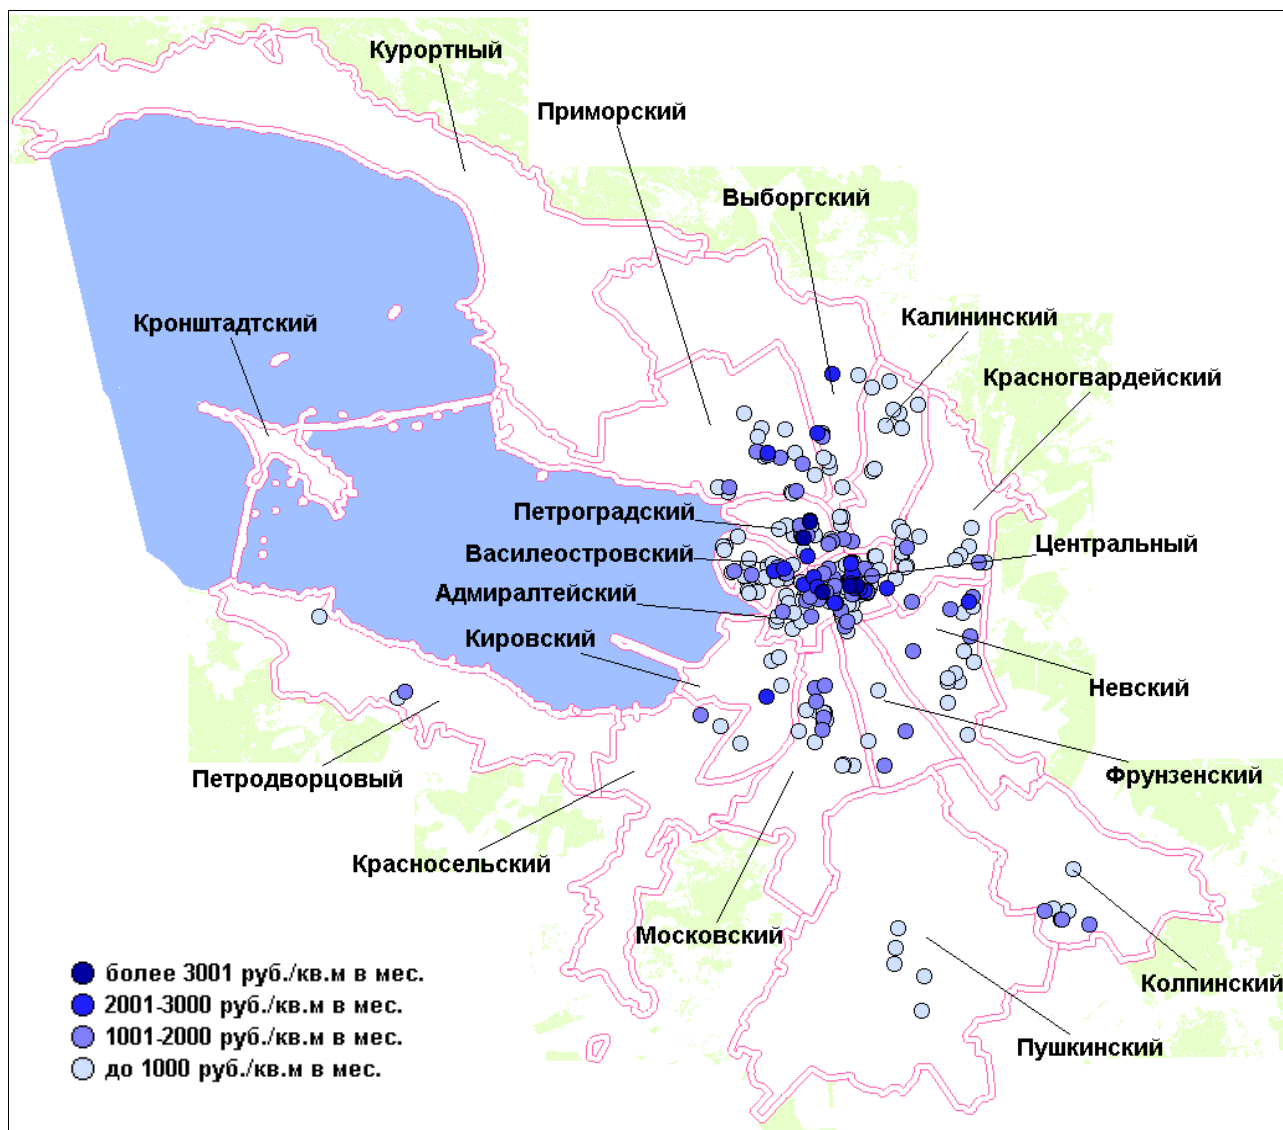 Курортный
Приморский
Выборгский
Калининский
Кронштадтский
Красногвардейский
Петроградский
Центральный
Василеостровский
Адмиралтейский
Кировский
Невский
Петродворцовый
Фрунзенский
Красносельский
Московский
Колпинский
Пушкинский
более 3001 руб./кв.м в мес.
2001-3000 руб./кв.м в мес.
1001-2000 руб./кв.м в мес.
до 1000 руб./кв.м в мес.